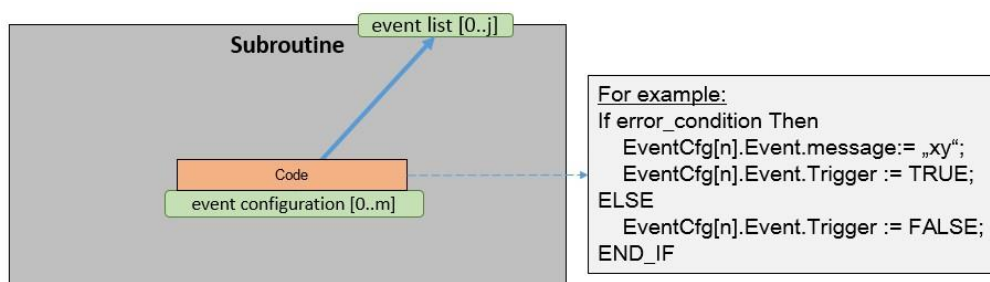 event list [0..j]
Subroutine
Code
event configuration [0..m]
For example:
If error_condition Then
EventCfg[n].Event.message:= „xy“;
EventCfg[n].Event.Trigger := TRUE;
ELSE
EventCfg[n].Event.Trigger := FALSE;
END_IF